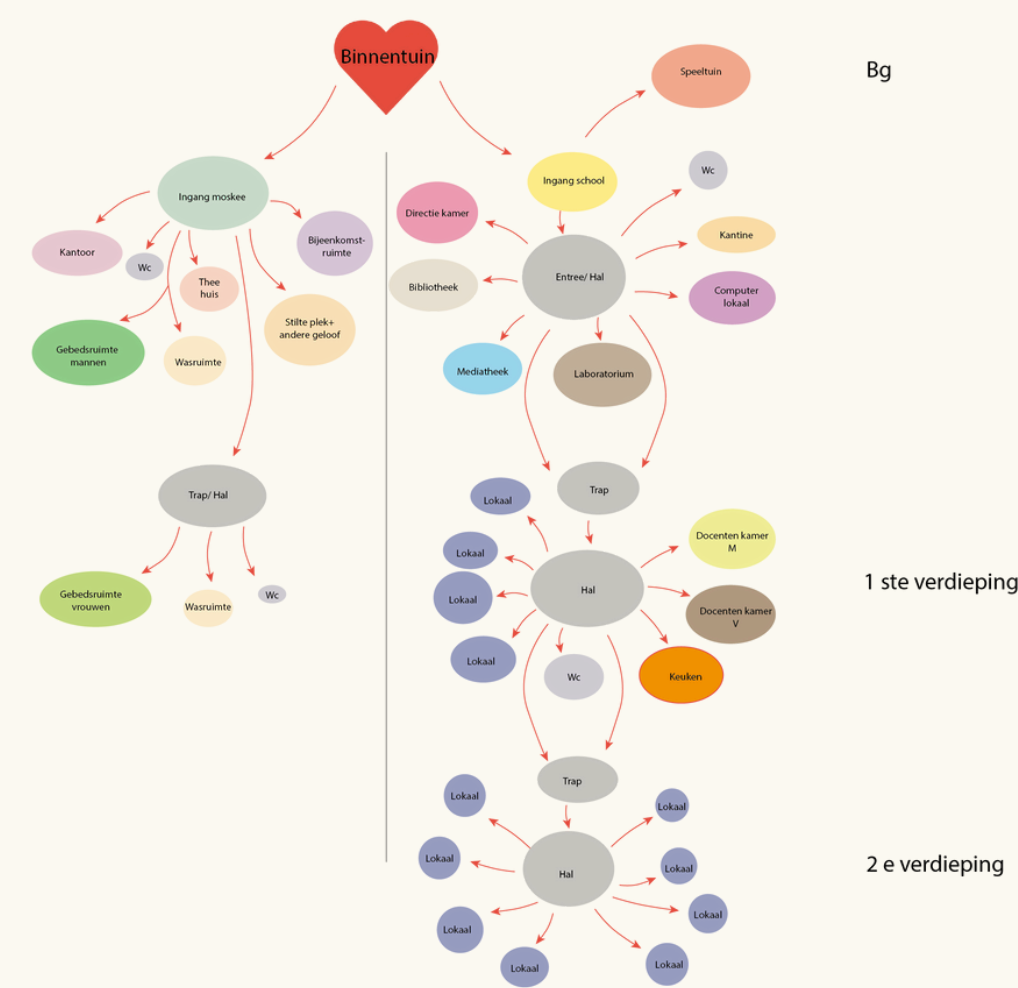 Binnentuin
Bg
Speeltuin
Ingang moskee
Ingang school
Wc
Directie kamer
Kantine
Kantoor
Wc
Thee
huis
Bijeenkomst-
ruimte
Entree/ Hal
Bibliotheek
Computer
lokaal
Stilte plek+
andere geloof
Gebedsruimte
mannen
Wasruimte
Mediatheek
Laboratorium
Trap/ Hal
Trap
Lokaal
Docenten kamer
M
Lokaal
1 ste verdieping
Hal
Lokaal
Docenten kamer
V
Gebedsruimte
vrouwen
Wasruimte
Wc
Lokaal
Wc
Keuken
Trap
Lokaal
Lokaal
Lokaal
Lokaal
2 e verdieping
Hal
Lokaal
Lokaal
Lokaal
Lokaal